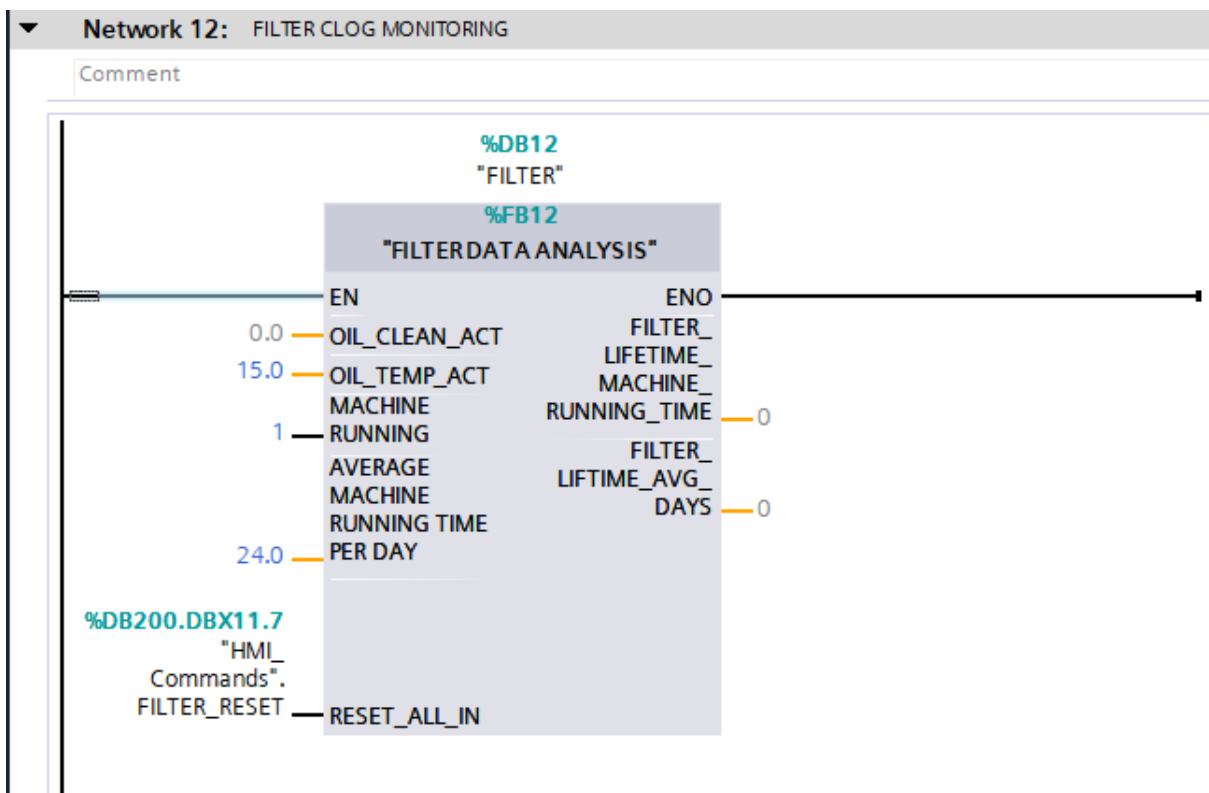 Network 12: FILTER CLOG MONITORING
Comment
%DB12
"FILTER"
%FB12
"FILTER DATA ANALYSIS"
EN
ENO
0.0
OIL_CLEAN_ACT
15.0
OIL_TEMP_ACT
1
MACHINE
RUNNING
24.0
AVERAGE
MACHINE
RUNNING TIME
PER DAY
%DB200.DBX11.7
"HMI_
Commands".
FILTER_RESET
RESET_ALL_IN
FILTER_
LIFETIME_
MACHINE_
RUNNING_TIME
0
FILTER_
LIFTIME_AVG_
DAYS
0